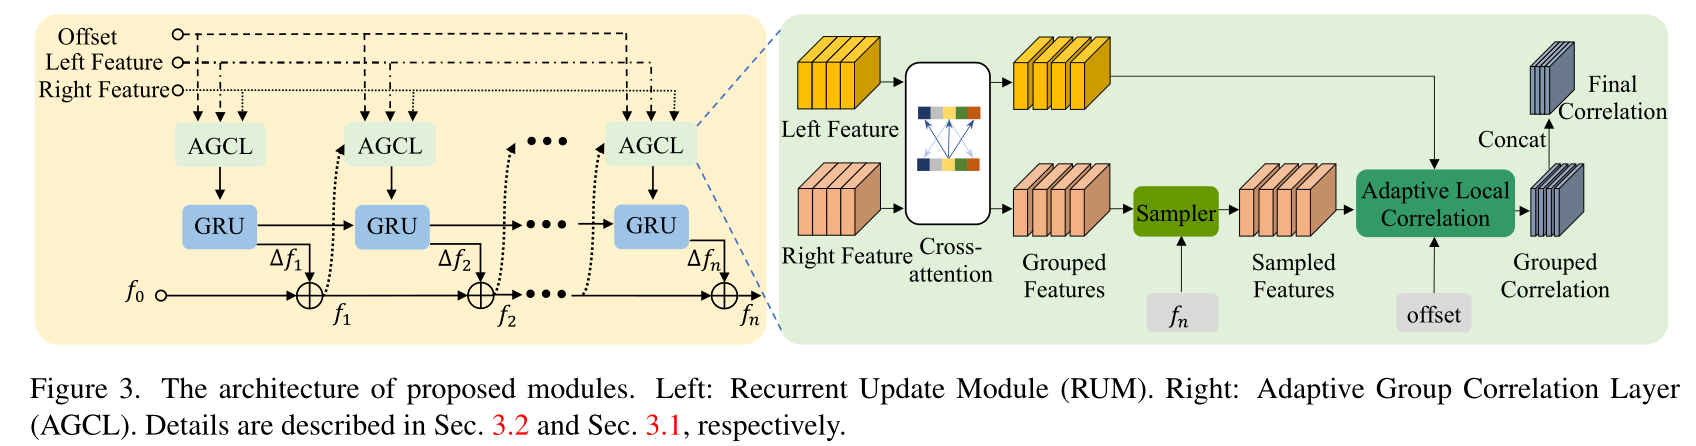 Offset
Left Feature
Right Feature
AGCL
AGCL
AGCL
GRU
GRU
GRU
Δf1
Δf2
Δfn
f0
f1
f2
fn
Left Feature
Right Feature
Cross-
attention
Grouped
Features
Sampler
fn
Sampled
Features
Adaptive Local
Correlation
offset
Concat
Final
Correlation
Grouped
Correlation
Figure 3. The architecture of proposed modules. Left: Recurrent Update Module (RUM). Right: Adaptive Group Correlation Layer
(AGCL). Details are described in Sec. 3.2 and Sec. 3.1, respectively.